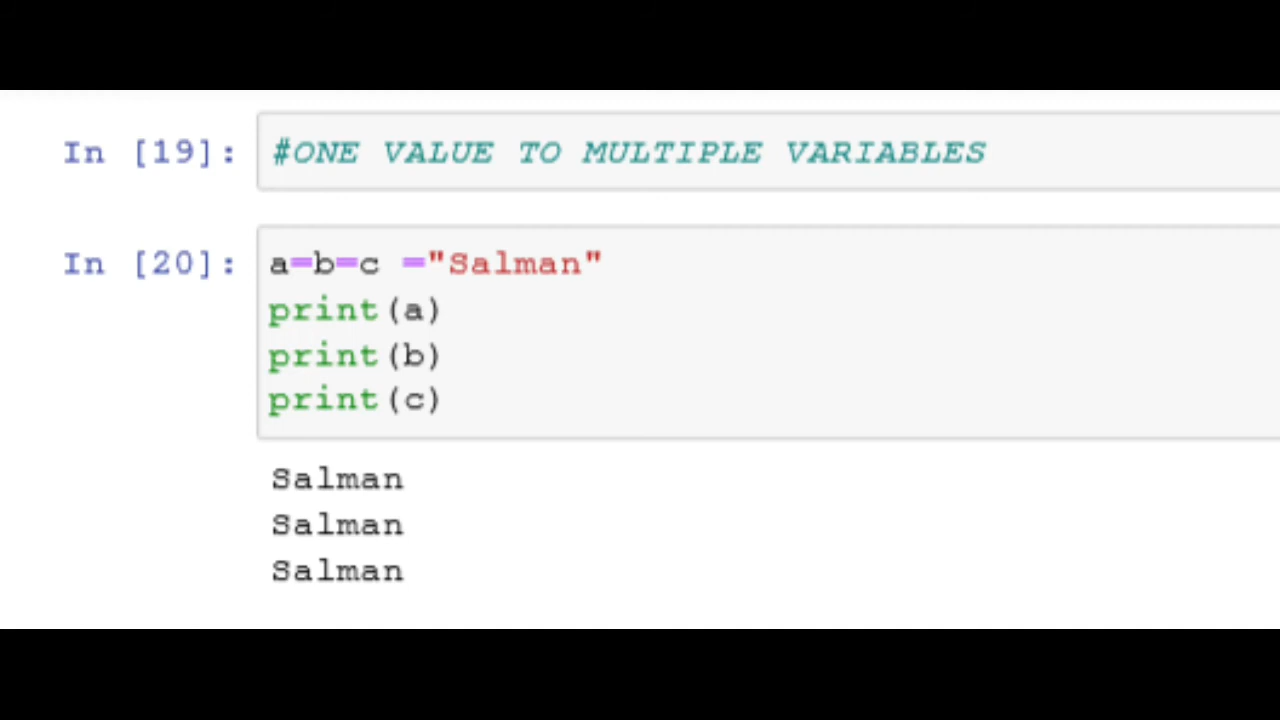 In [19]: #ONE VALUE TO MULTIPLE VARIABLES
In [20]: a=b=c ="Salman"
print(a)
print(b)
print(c)
Salman
Salman
Salman